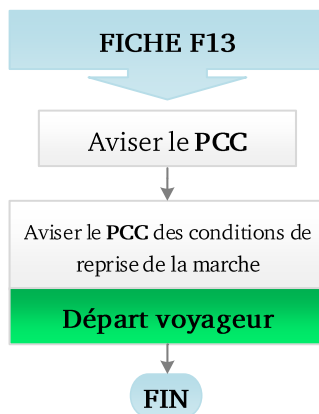 FICHE F13
Aviser le PCC
Aviser le PCC des conditions de
reprise de la marche
Départ voyageur
FIN